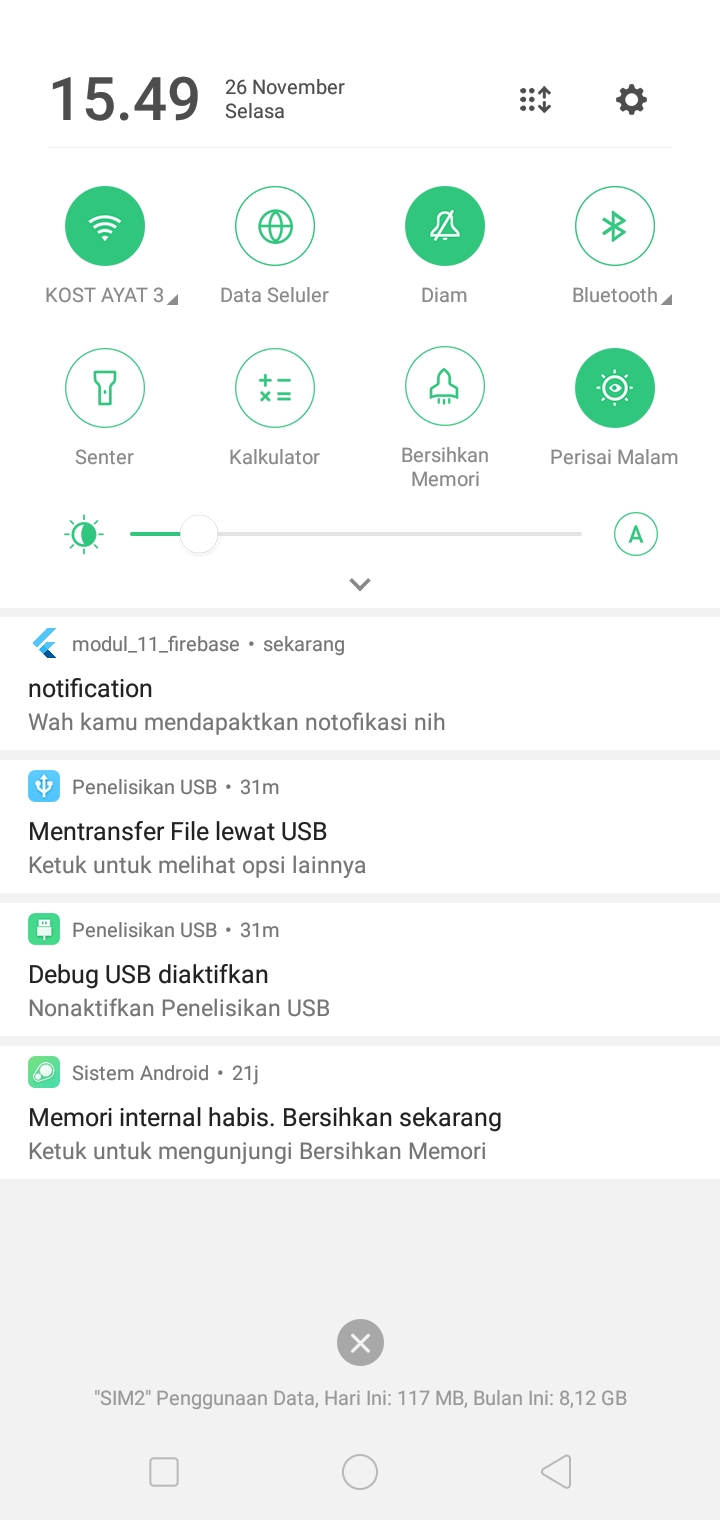 15.49
26 November
Selasa
KOST AYAT 3
Data Seluler
Diam
Bluetooth
Senter
Kalkulator
Bersihkan
Memori
Perisai Malam
A
modul_11_firebase • sekarang
notification
Wah kamu mendapaktkan notofikasi nih
Penelisikan USB • 31m
Mentransfer File lewat USB
Ketuk untuk melihat opsi lainnya
Penelisikan USB • 31m
Debug USB diaktifkan
Nonaktifkan Penelisikan USB
Sistem Android • 21j
Memori internal habis. Bersihkan sekarang
Ketuk untuk mengunjungi Bersihkan Memori
"SIM2" Penggunaan Data, Hari Ini: 117 MB, Bulan Ini: 8,12 GB